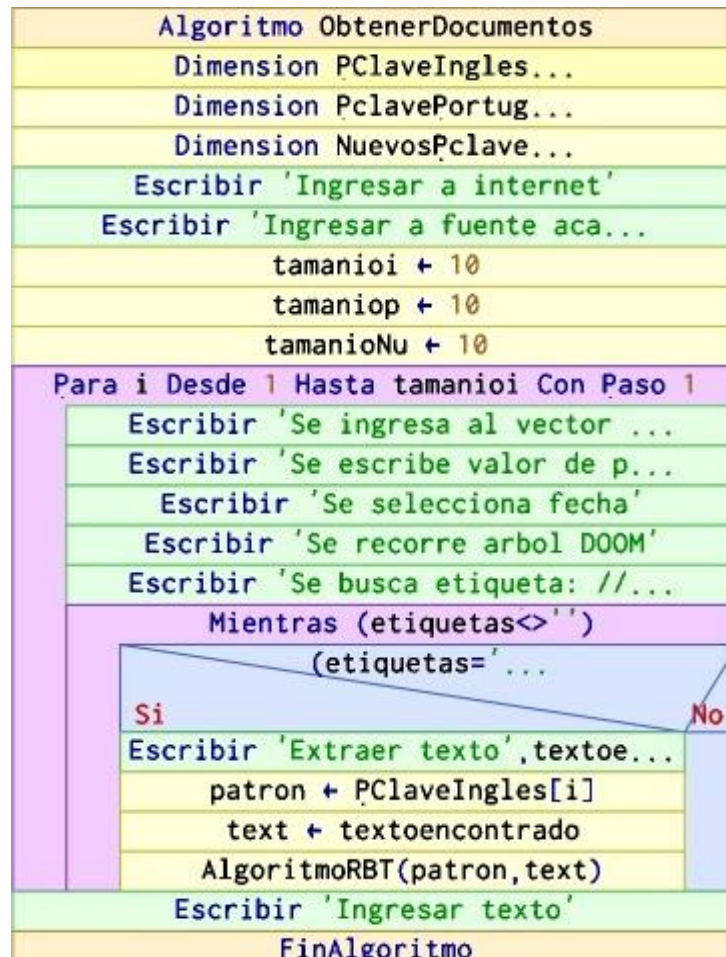 Algoritmo ObtenerDocumentos
Dimension PClaveIngles...
Dimension PclavePortug...
Dimension NuevosPclave...
Escribir 'Ingresar a internet'
Escribir 'Ingresar a fuente aca...
tamanioi ← 10
tamaniop ← 10
tamanioNu ← 10
Para i Desde 1 Hasta tamanioi Con Paso 1
Escribir 'Se ingresa al vector ...
Escribir 'Se escribe valor de p...
Escribir 'Se selecciona fecha'
Escribir 'Se recorre arbol DOOM'
Escribir 'Se busca etiqueta: //...
Mientras (etiquetas<>'')
(etiquetas='...
Si No
Escribir 'Extraer texto',textoe...
patron ← PClaveIngles[i]
text ← textoencontrado
AlgoritmoRBT(patron,text)
Escribir 'Ingresar texto'
FinAlgoritmo